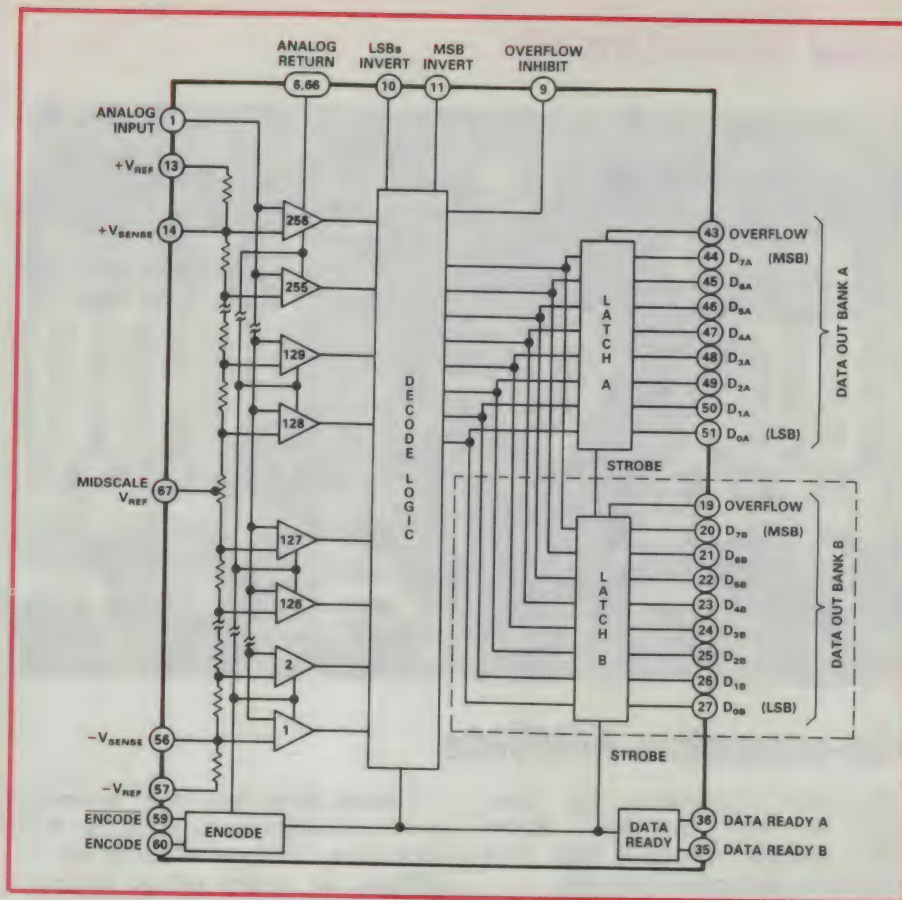 ANALOG RETURN
LSBs INVERT
MSB INVERT
OVERFLOW INHIBIT
6,66
10
11
9
ANALOG INPUT
1
+VREF
13
+VSENSE
14
256
255
129
128
MIDSCALE VREF
67
127
126
2
1
−VSENSE
56
−VREF
57
ENCODE
59
ENCODE
60
ENCODE
DECODE LOGIC
LATCH A
STROBE
43 OVERFLOW
44 D7A (MSB)
45 D6A
46 D5A
47 D4A
48 D3A
49 D2A
50 D1A
51 D0A (LSB)
DATA OUT BANK A
LATCH B
STROBE
19 OVERFLOW
20 D7B (MSB)
21 D6B
22 D5B
23 D4B
24 D3B
25 D2B
26 D1B
27 D0B (LSB)
DATA OUT BANK B
DATA READY
36 DATA READY A
35 DATA READY B